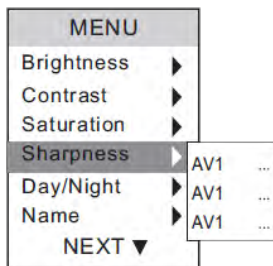 MENU
Brightness ▶
Contrast ▶
Saturation ▶
Sharpness ▶
AV1 ...
Day/Night ▶
AV1 ...
Name ▶
AV1 ...
NEXT ▼